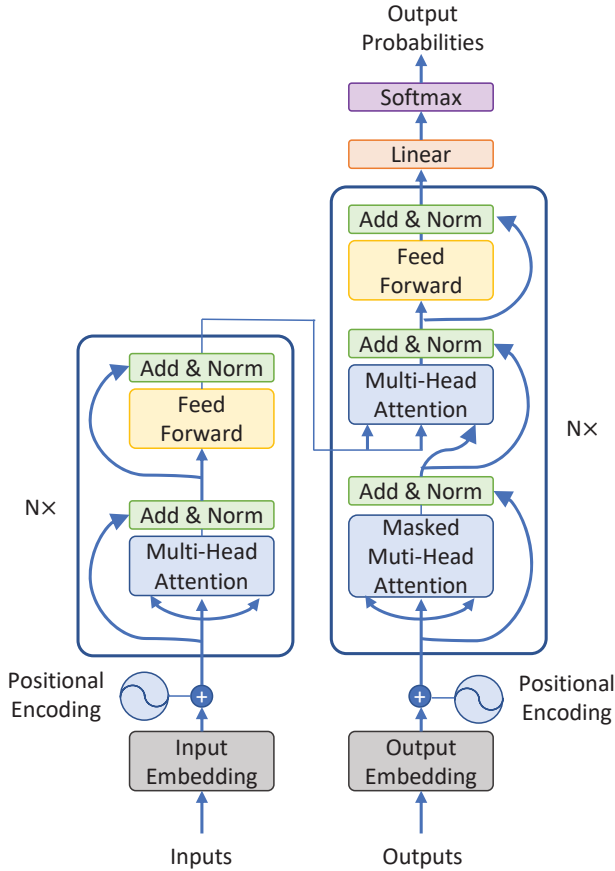 Output
Probabilities
Softmax
Linear
Add & Norm
Feed
Forward
Add & Norm
Multi-Head
Attention
Add & Norm
Masked
Muti-Head
Attention
N×
Add & Norm
Feed
Forward
Add & Norm
Multi-Head
Attention
N×
Positional
Encoding
+
+
Positional
Encoding
Input
Embedding
Output
Embedding
Inputs
Outputs